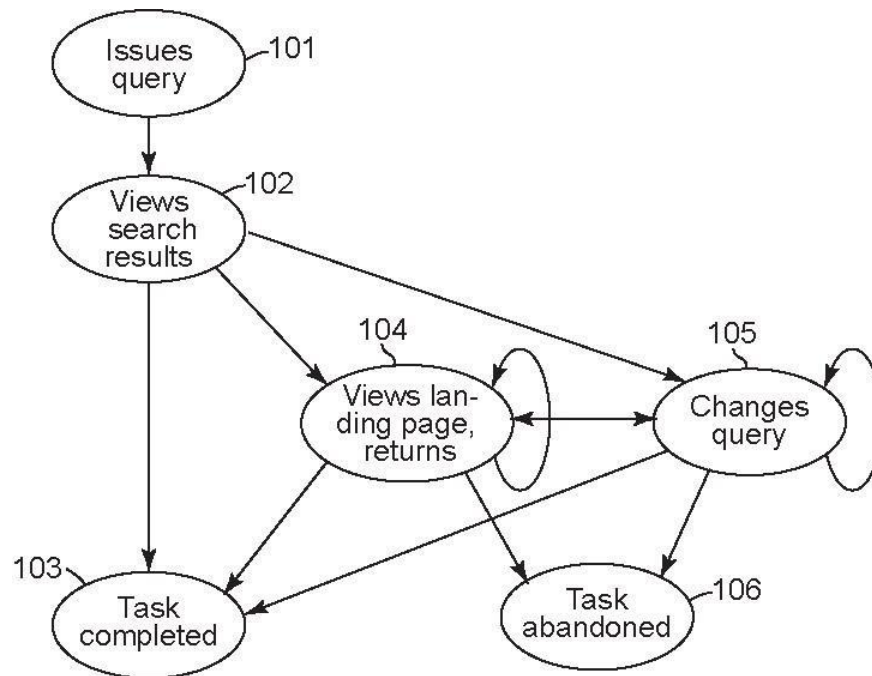 Issues
query
101
Views
search
results
102
104
Views lan-
ding page,
returns
105
Changes
query
103
Task
completed
Task
abandoned
106